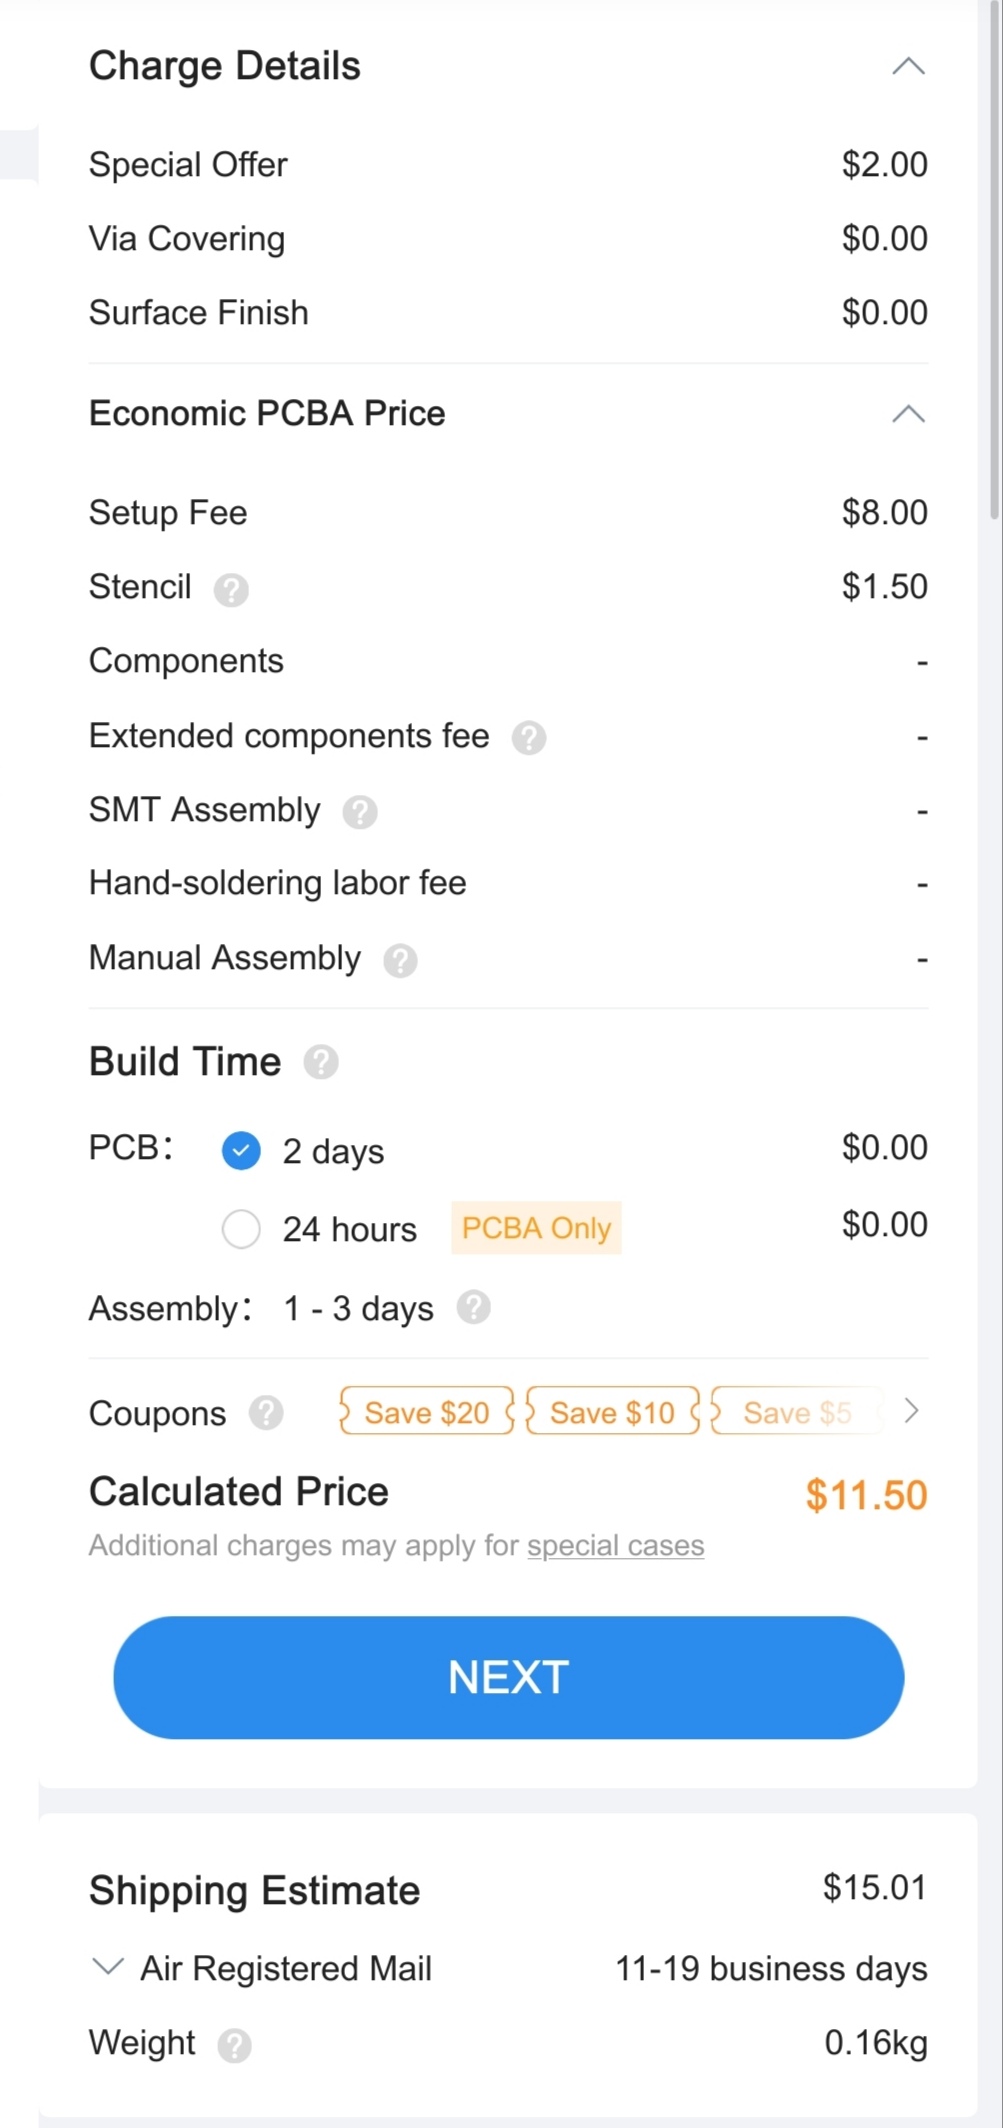 Charge Details
Special Offer $2.00
Via Covering $0.00
Surface Finish $0.00
Economic PCBA Price
Setup Fee $8.00
Stencil ? $1.50
Components -
Extended components fee ? -
SMT Assembly ? -
Hand-soldering labor fee -
Manual Assembly ? -
Build Time ?
PCB: 2 days $0.00
24 hours PCBA Only $0.00
Assembly: 1 - 3 days ?
Coupons ? Save $20 Save $10 Save $5
Calculated Price $11.50
Additional charges may apply for special cases
NEXT
Shipping Estimate $15.01
Air Registered Mail 11-19 business days
Weight ? 0.16kg